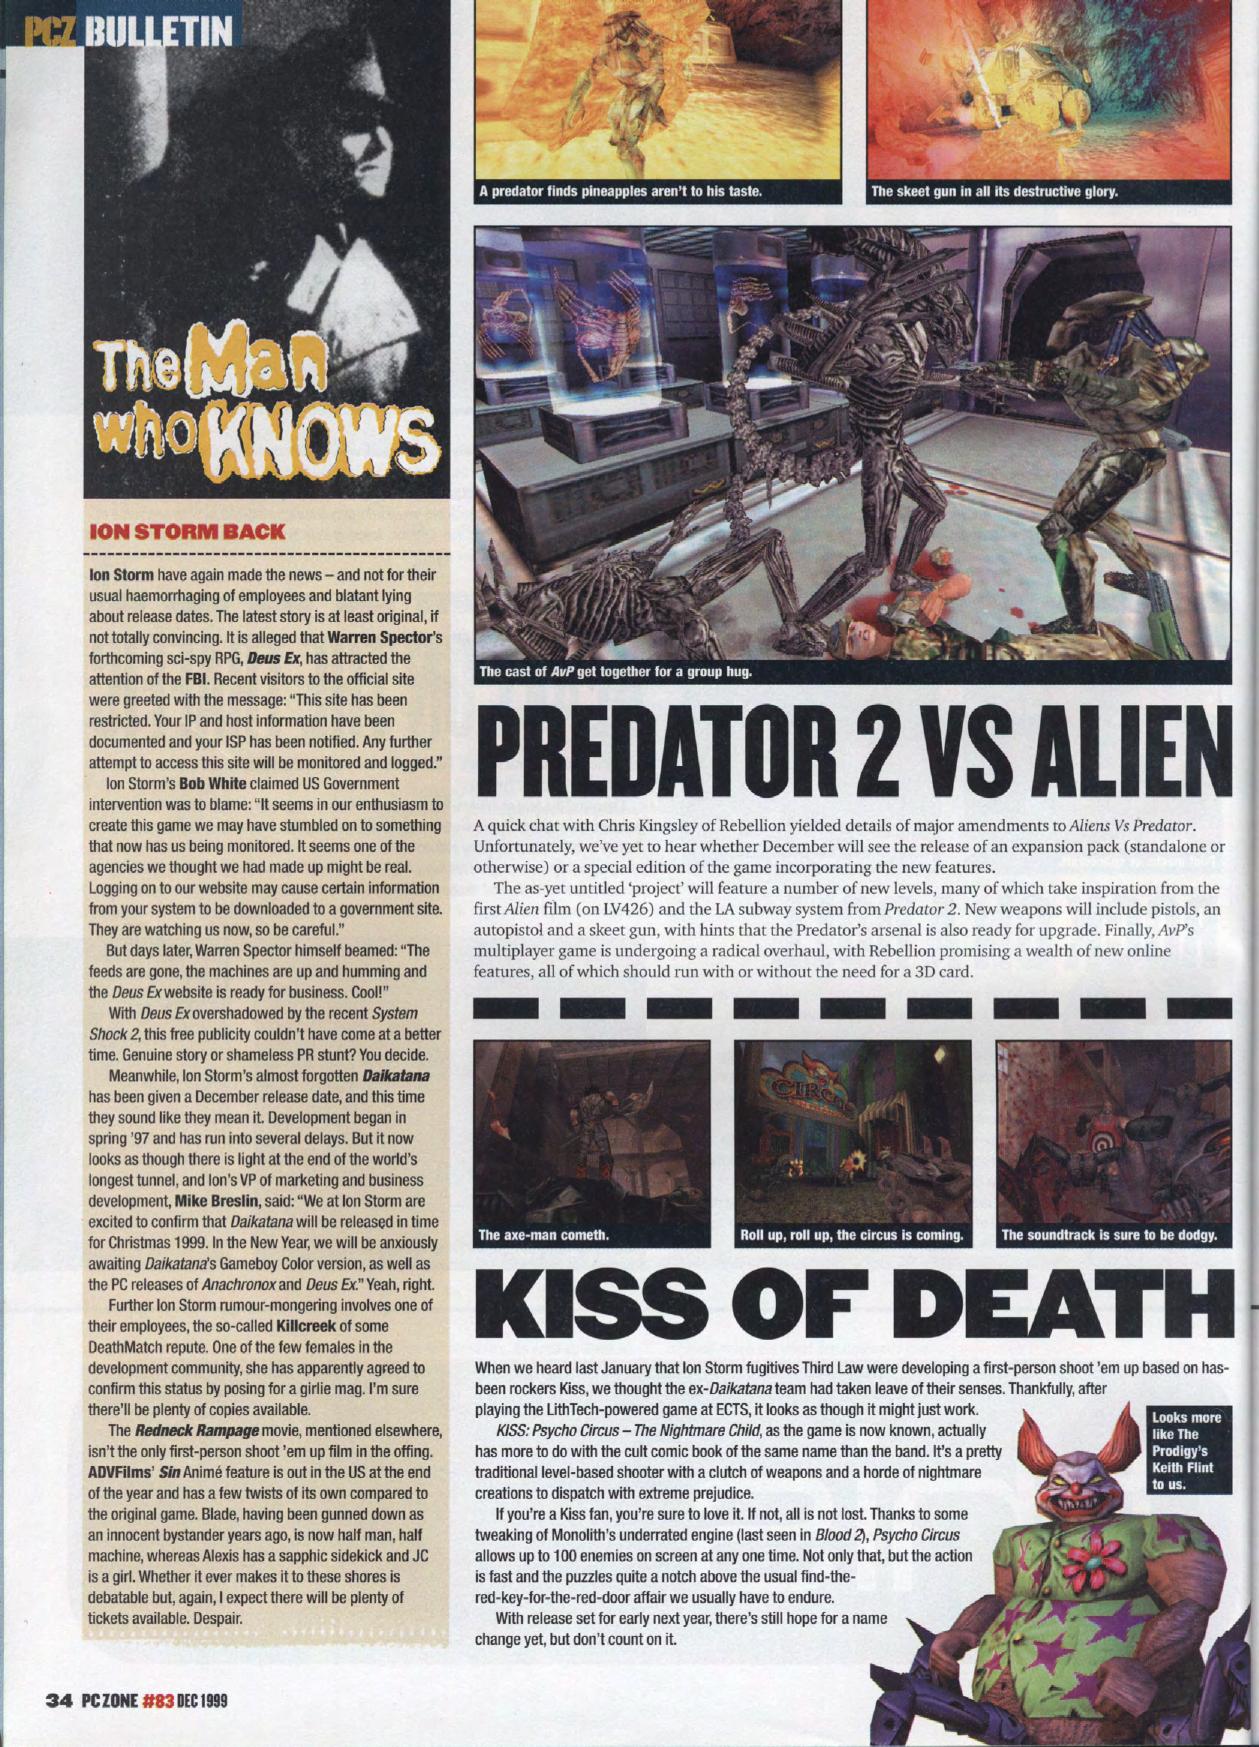 PCZ BULLETIN
The Man
who KNOWS
ION STORM BACK
Ion Storm have again made the news – and not for their
usual haemorrhaging of employees and blatant lying
about release dates. The latest story is at least original, if
not totally convincing. It is alleged that Warren Spector's
forthcoming sci-spy RPG, Deus Ex, has attracted the
attention of the FBI. Recent visitors to the official site
were greeted with the message: “This site has been
restricted. Your IP and host information have been
documented and your ISP has been notified. Any further
attempt to access this site will be monitored and logged.”
Ion Storm's Bob White claimed US Government
intervention was to blame: “It seems in our enthusiasm to
create this game we may have stumbled on to something
that now has us being monitored. It seems one of the
agencies we thought we had made up might be real.
Logging on to our website may cause certain information
from your system to be downloaded to a government site.
They are watching us now, so be careful.”
But days later, Warren Spector himself beamed: “The
feeds are gone, the machines are up and humming and
the Deus Ex website is ready for business. Cool!”
With Deus Ex overshadowed by the recent System
Shock 2, this free publicity couldn't have come at a better
time. Genuine story or shameless PR stunt? You decide.
Meanwhile, Ion Storm's almost forgotten Daikatana
has been given a December release date, and this time
they sound like they mean it. Development began in
spring '97 and has run into several delays. But it now
looks as though there is light at the end of the world's
longest tunnel, and Ion's VP of marketing and business
development, Mike Breslin, said: “We at Ion Storm are
excited to confirm that Daikatana will be released in time
for Christmas 1999. In the New Year, we will be anxiously
awaiting Daikatana's Gameboy Color version, as well as
the PC releases of Anachronox and Deus Ex.” Yeah, right.
Further Ion Storm rumour-mongering involves one of
their employees, the so-called Killcreek of some
DeathMatch repute. One of the few females in the
development community, she has apparently agreed to
confirm this status by posing for a girlie mag. I'm sure
there'll be plenty of copies available.
The Redneck Rampage movie, mentioned elsewhere,
isn't the only first-person shoot 'em up film in the offing.
ADVFilms' Sin Animé feature is out in the US at the end
of the year and has a few twists of its own compared to
the original game. Blade, having been gunned down as
an innocent bystander years ago, is now half man, half
machine, whereas Alexis has a sapphic sidekick and JC
is a girl. Whether it ever makes it to these shores is
debatable but, again, I expect there will be plenty of
tickets available. Despair.
A predator finds pineapples aren't to his taste.
The skeet gun in all its destructive glory.
The cast of AvP get together for a group hug.
PREDATOR 2 VS ALIEN
A quick chat with Chris Kingsley of Rebellion yielded details of major amendments to Aliens Vs Predator.
Unfortunately, we've yet to hear whether December will see the release of an expansion pack (standalone or
otherwise) or a special edition of the game incorporating the new features.
The as-yet untitled ‘project’ will feature a number of new levels, many of which take inspiration from the
first Alien film (on LV426) and the LA subway system from Predator 2. New weapons will include pistols, an
autopistol and a skeet gun, with hints that the Predator's arsenal is also ready for upgrade. Finally, AvP's
multiplayer game is undergoing a radical overhaul, with Rebellion promising a wealth of new online
features, all of which should run with or without the need for a 3D card.
CIRCUS
The axe-man cometh.
Roll up, roll up, the circus is coming.
The soundtrack is sure to be dodgy.
KISS OF DEATH
When we heard last January that Ion Storm fugitives Third Law were developing a first-person shoot 'em up based on has-
been rockers Kiss, we thought the ex-Daikatana team had taken leave of their senses. Thankfully, after
playing the LithTech-powered game at ECTS, it looks as though it might just work.
KISS: Psycho Circus – The Nightmare Child, as the game is now known, actually
has more to do with the cult comic book of the same name than the band. It's a pretty
traditional level-based shooter with a clutch of weapons and a horde of nightmare
creations to dispatch with extreme prejudice.
If you're a Kiss fan, you're sure to love it. If not, all is not lost. Thanks to some
tweaking of Monolith's underrated engine (last seen in Blood 2), Psycho Circus
allows up to 100 enemies on screen at any one time. Not only that, but the action
is fast and the puzzles quite a notch above the usual find-the-
red-key-for-the-red-door affair we usually have to endure.
With release set for early next year, there's still hope for a name
change yet, but don't count on it.
Looks more
like The
Prodigy's
Keith Flint
to us.
34 PC ZONE #83 DEC 1999